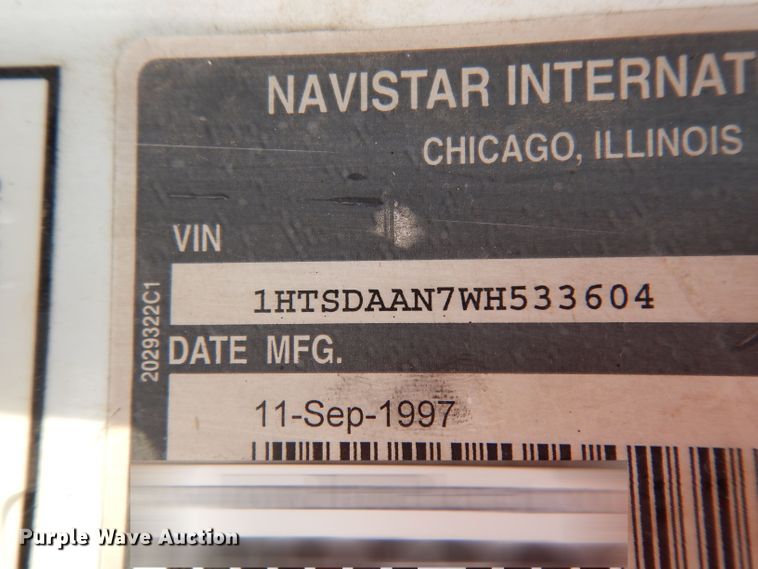 NAVISTAR INTERNAT
CHICAGO, ILLINOIS
VIN
1HTSDAAN7WH533604
2029322C1
DATE MFG.
11-Sep-1997
Purple Wave Auction